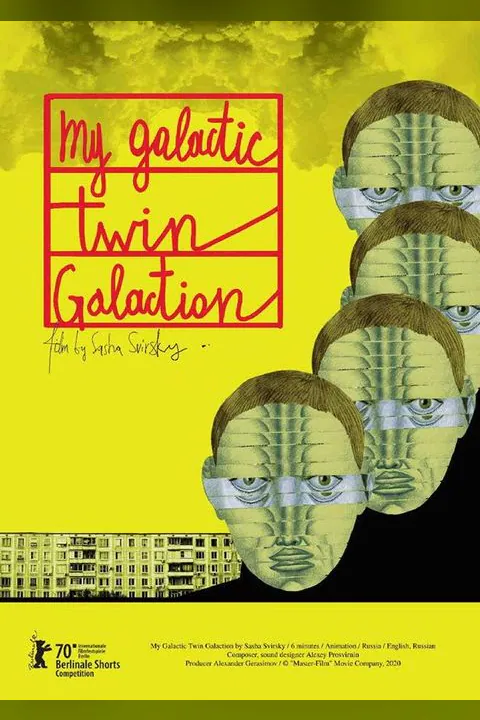 my galactic
twin
Galaction
film by Sasha Svirsky ..
70 Internationale
Filmfestspiele
Berlin
Berlinale Shorts
Competition
My Galactic Twin Galaction by Sasha Svirsky / 6 minutes / Animation / Russia / English, Russian
Composer, sound designer Alexey Prosvirnin
Producer Alexander Gerasimov / © "Master-Film" Movie Company, 2020